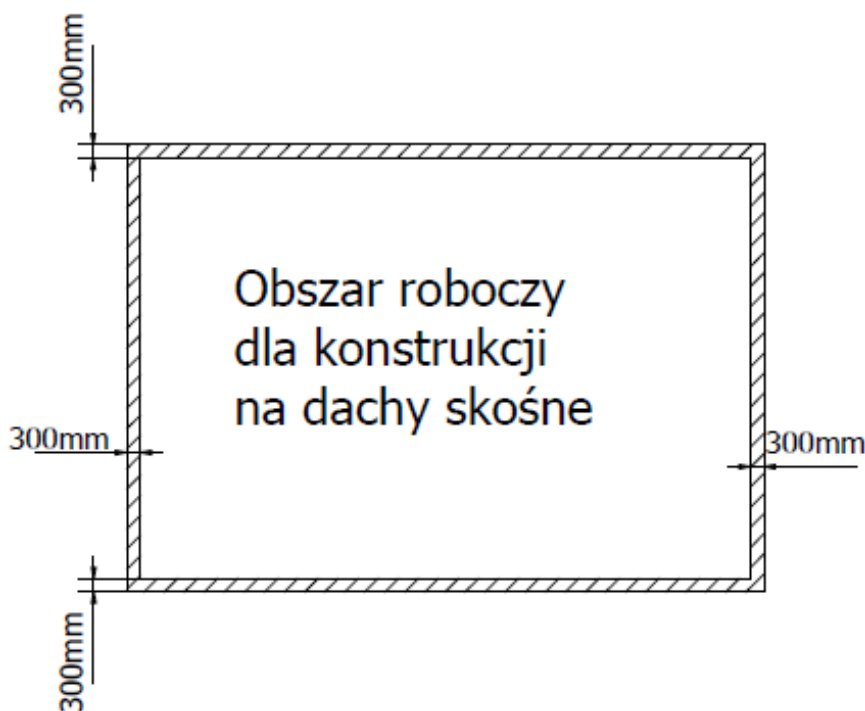 300mm
Obszar roboczy
dla konstrukcji
na dachy skośne
300mm
300mm
300mm